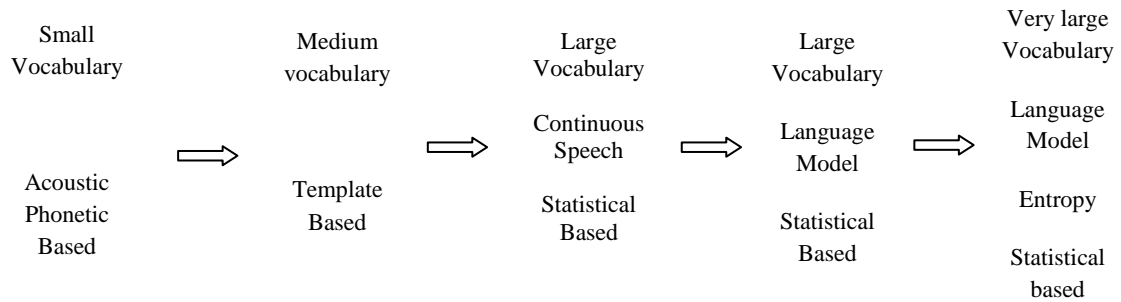 Small
Vocabulary
Acoustic
Phonetic
Based
Medium
vocabulary
Template
Based
Large
Vocabulary
Continuous
Speech
Statistical
Based
Large
Vocabulary
Language
Model
Statistical
Based
Very large
Vocabulary
Language
Model
Entropy
Statistical
based